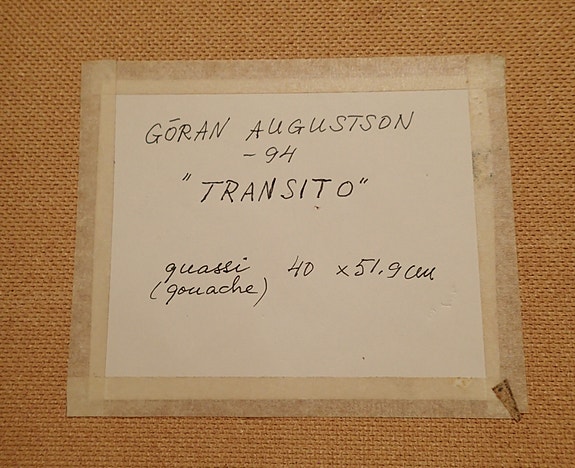 GÖRAN AUGUSTSON
-94
"TRANSITO"
guassi 40 x 51.9 cm
(gouache)